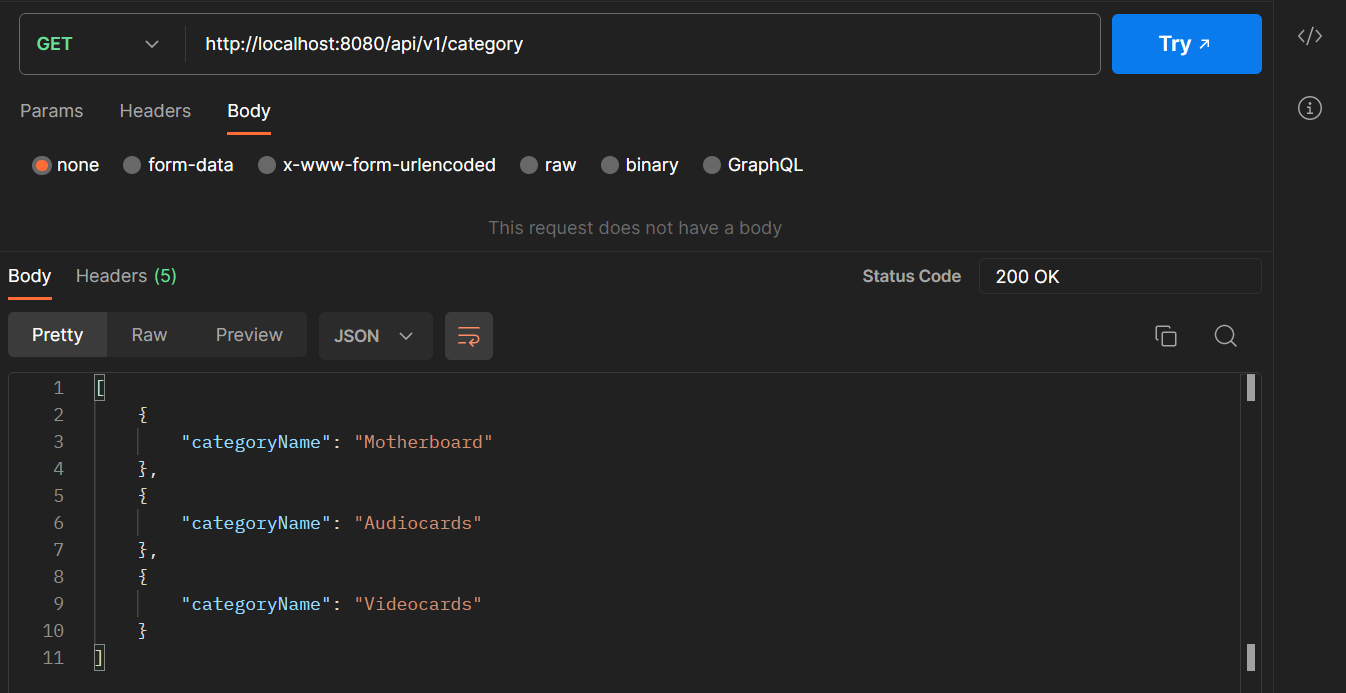 GET http://localhost:8080/api/v1/category Try
Params Headers Body
none form-data x-www-form-urlencoded raw binary GraphQL
This request does not have a body
Body Headers (5) Status Code 200 OK
Pretty Raw Preview JSON
1 [
2 {
3 "categoryName": "Motherboard"
4 },
5 {
6 "categoryName": "Audiocards"
7 },
8 {
9 "categoryName": "Videocards"
10 }
11 ]